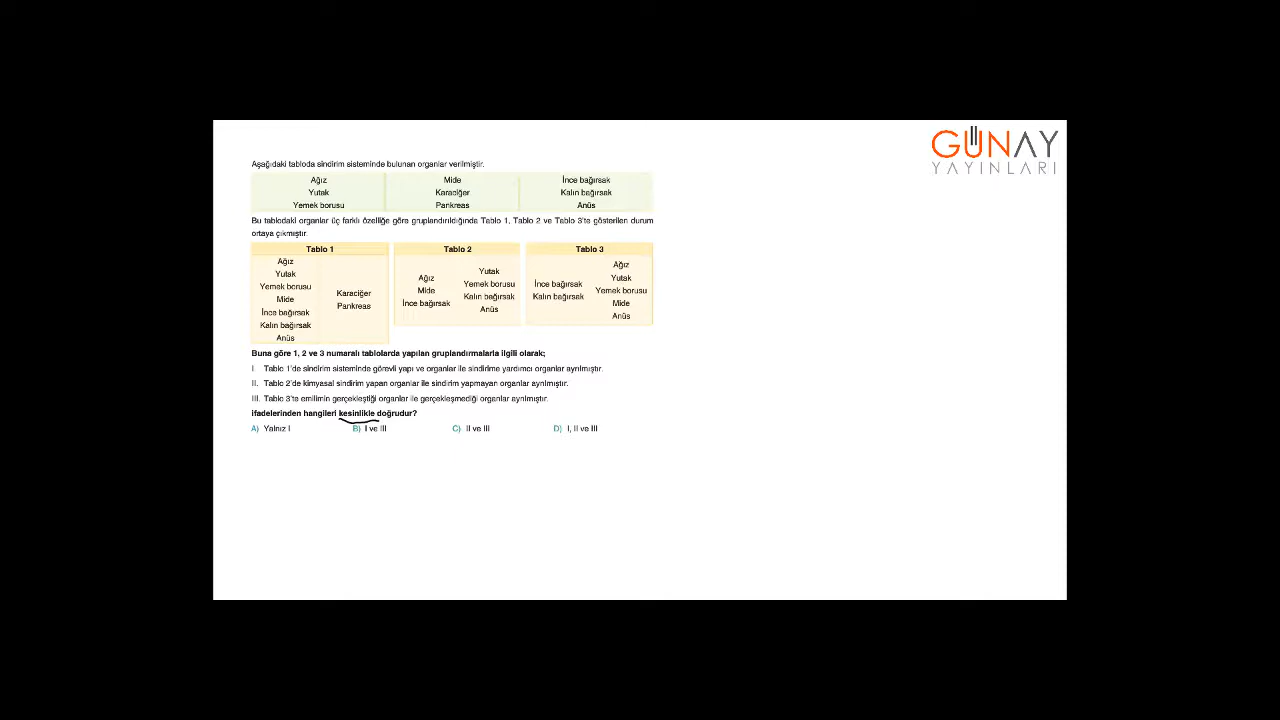 GÜNAY
YAYINLARI
Aşağıdaki tabloda sindirim sisteminde bulunan organlar verilmiştir.
Ağız Mide İnce bağırsak
Yutak Karaciğer Kalın bağırsak
Yemek borusu Pankreas Anüs
Bu tablodaki organlar üç farklı özelliğe göre gruplandırıldığında Tablo 1, Tablo 2 ve Tablo 3'te gösterilen durum
ortaya çıkmıştır.
Tablo 1
Ağız
Yutak
Yemek borusu
Mide
İnce bağırsak
Kalın bağırsak
Anüs
Karaciğer
Pankreas
Tablo 2
Ağız
Mide
İnce bağırsak
Yutak
Yemek borusu
Kalın bağırsak
Anüs
Tablo 3
İnce bağırsak
Kalın bağırsak
Ağız
Yutak
Yemek borusu
Mide
Anüs
Buna göre 1, 2 ve 3 numaralı tablolarda yapılan gruplandırmalarla ilgili olarak;
I. Tablo 1'de sindirim sisteminde görevli yapı ve organlar ile sindirime yardımcı organlar ayrılmıştır.
II. Tablo 2'de kimyasal sindirim yapan organlar ile sindirim yapmayan organlar ayrılmıştır.
III. Tablo 3'te emilimin gerçekleştiği organlar ile gerçekleşmediği organlar ayrılmıştır.
ifadelerinden hangileri kesinlikle doğrudur?
A) Yalnız I B) I ve III C) II ve III D) I, II ve III